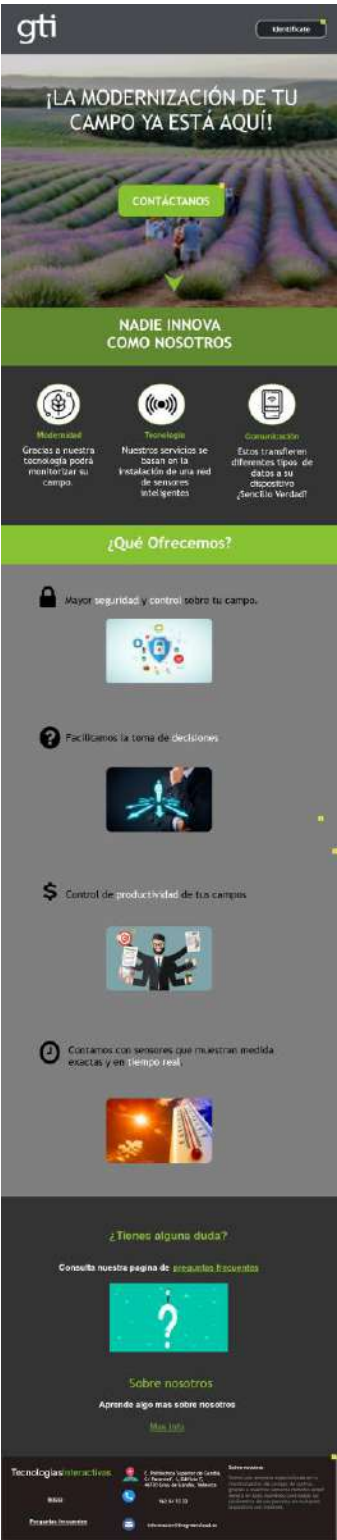 gti
Identifícate
¡LA MODERNIZACIÓN DE TU
CAMPO YA ESTÁ AQUÍ!
CONTÁCTANOS
NADIE INNOVA
COMO NOSOTROS
Modernidad
Gracias a nuestra
tecnología podrá
monitorizar su
campo.
Tecnología
Nuestros servicios se
basan en la
instalación de una red
de sensores
inteligentes
Comunicación
Estos transfieren
diferentes tipos de
datos a su
dispositivo
¿Sencillo Verdad?
¿Qué Ofrecemos?
Mayor seguridad y control sobre tu campo.
Facilitamos la toma de decisiones
Control de productividad de tus campos
Contamos con sensores que muestran medida
exactas y en tiempo real.
¿Tienes alguna duda?
Consulta nuestra pagina de preguntas frecuentes
Sobre nosotros
Aprende algo mas sobre nosotros
Mas info
Tecnologiasinteractivas
Inicio
Preguntas frecuentes
C. Politécnica Superior de Gandia,
Sobre nosotros